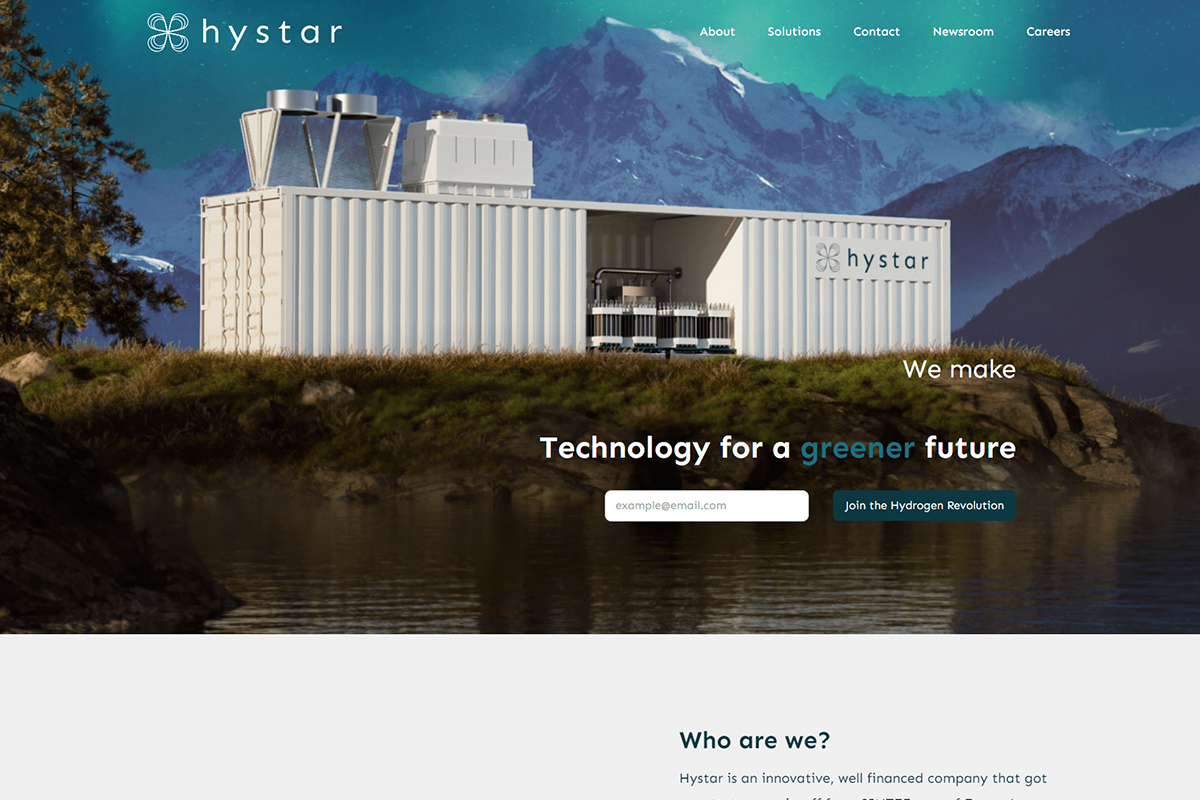 hystar
About Solutions Contact Newsroom Careers
hystar
We make
Technology for a greener future
example@email.com
Join the Hydrogen Revolution
Who are we?
Hystar is an innovative, well financed company that got